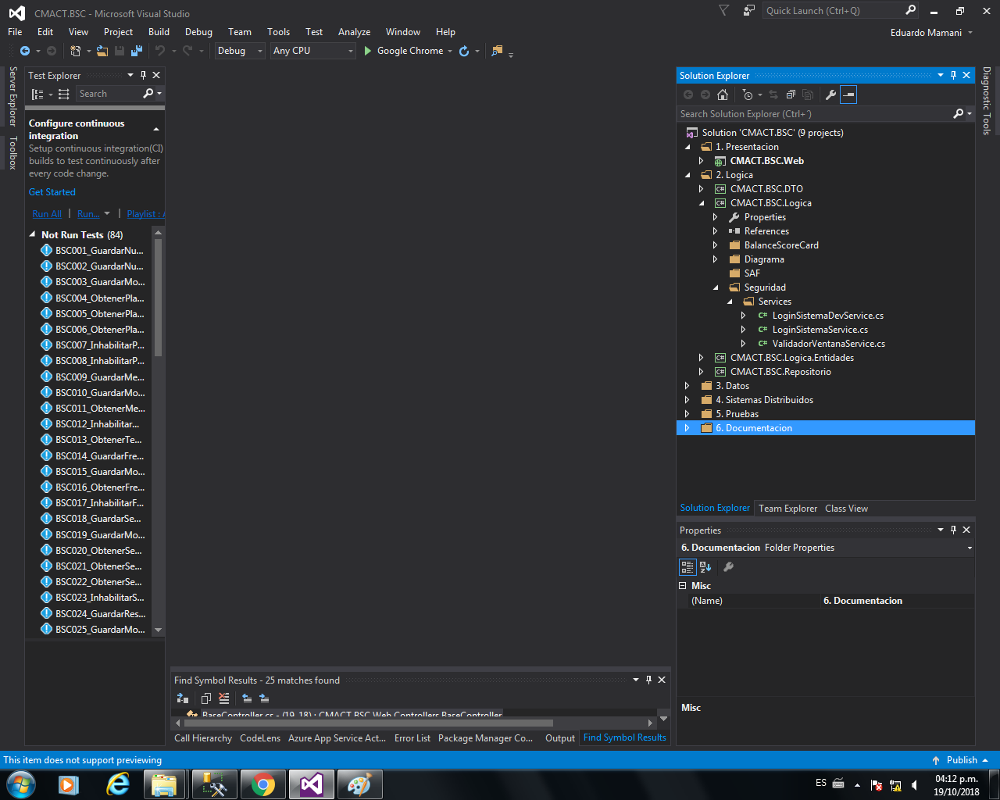 CMACT.BSC - Microsoft Visual Studio
Quick Launch (Ctrl+Q)
File Edit View Project Build Debug Team Tools Test Analyze Window Help
Eduardo Mamani
Debug Any CPU Google Chrome
Server Explorer
Toolbox
Test Explorer
Search
Configure continuous
integration
Setup continuous integration(CI)
builds to test continuously after
every code change.
Get Started
Run All | Run... | Playlist :
Not Run Tests (84)
BSC001_GuardarNu...
BSC002_GuardarNu...
BSC003_GuardarMo...
BSC004_ObtenerPla...
BSC005_ObtenerPla...
BSC006_ObtenerPla...
BSC007_InhabilitarP...
BSC008_InhabilitarP...
BSC009_GuardarMe...
BSC010_GuardarMo...
BSC011_ObtenerMe...
BSC012_Inhabilitar...
BSC013_ObtenerTe...
BSC014_GuardarFre...
BSC015_GuardarMo...
BSC016_ObtenerFre...
BSC017_InhabilitarF...
BSC018_GuardarSe...
BSC019_GuardarMo...
BSC020_ObtenerSe...
BSC021_ObtenerSe...
BSC022_ObtenerSe...
BSC023_InhabilitarS...
BSC024_GuardarRes...
BSC025_GuardarMo...
Find Symbol Results - 25 matches found
BaseController.cs - (19, 18) : CMACT.BSC.Web.Controllers.BaseController
Call Hierarchy CodeLens Azure App Service Act... Error List Package Manager Co... Output Find Symbol Results
Solution Explorer
Search Solution Explorer (Ctrl+´)
Solution 'CMACT.BSC' (9 projects)
1. Presentacion
CMACT.BSC.Web
2. Logica
CMACT.BSC.DTO
CMACT.BSC.Logica
Properties
References
BalanceScoreCard
Diagrama
SAF
Seguridad
Services
LoginSistemaDevService.cs
LoginSistemaService.cs
ValidadorVentanaService.cs
CMACT.BSC.Logica.Entidades
CMACT.BSC.Repositorio
3. Datos
4. Sistemas Distribuidos
5. Pruebas
6. Documentacion
Solution Explorer Team Explorer Class View
Properties
6. Documentacion Folder Properties
Misc
(Name) 6. Documentacion
Misc
Diagnostic Tools
This item does not support previewing
Publish
ES
04:12 p.m.
19/10/2018